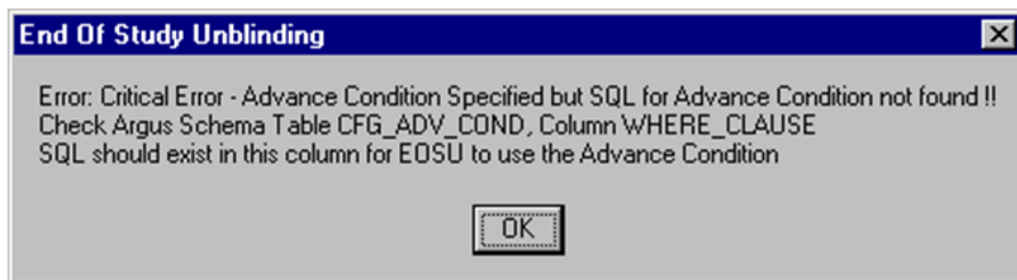 End Of Study Unblinding
Error: Critical Error - Advance Condition Specified but SQL for Advance Condition not found !!
Check Argus Schema Table CFG_ADV_COND, Column WHERE_CLAUSE
SQL should exist in this column for EOSU to use the Advance Condition
OK